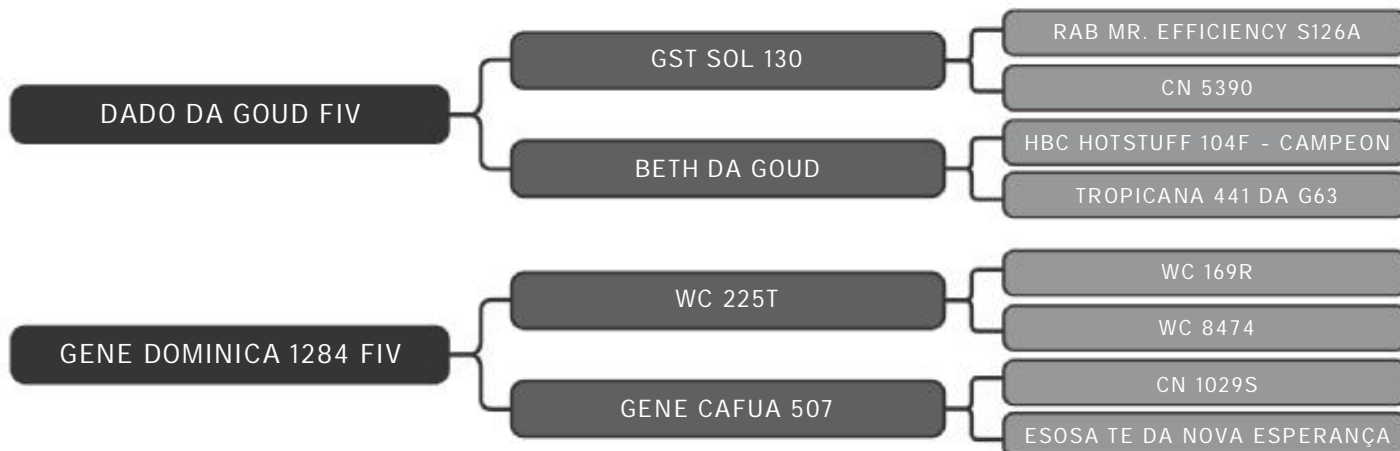 DADO DA GOUD FIV
GST SOL 130
RAB MR. EFFICIENCY S126A
CN 5390
BETH DA GOUD
HBC HOTSTUFF 104F - CAMPEON
TROPICANA 441 DA G63
GENE DOMINICA 1284 FIV
WC 225T
WC 169R
WC 8474
GENE CAFUA 507
CN 1029S
ESOSA TE DA NOVA ESPERANÇA